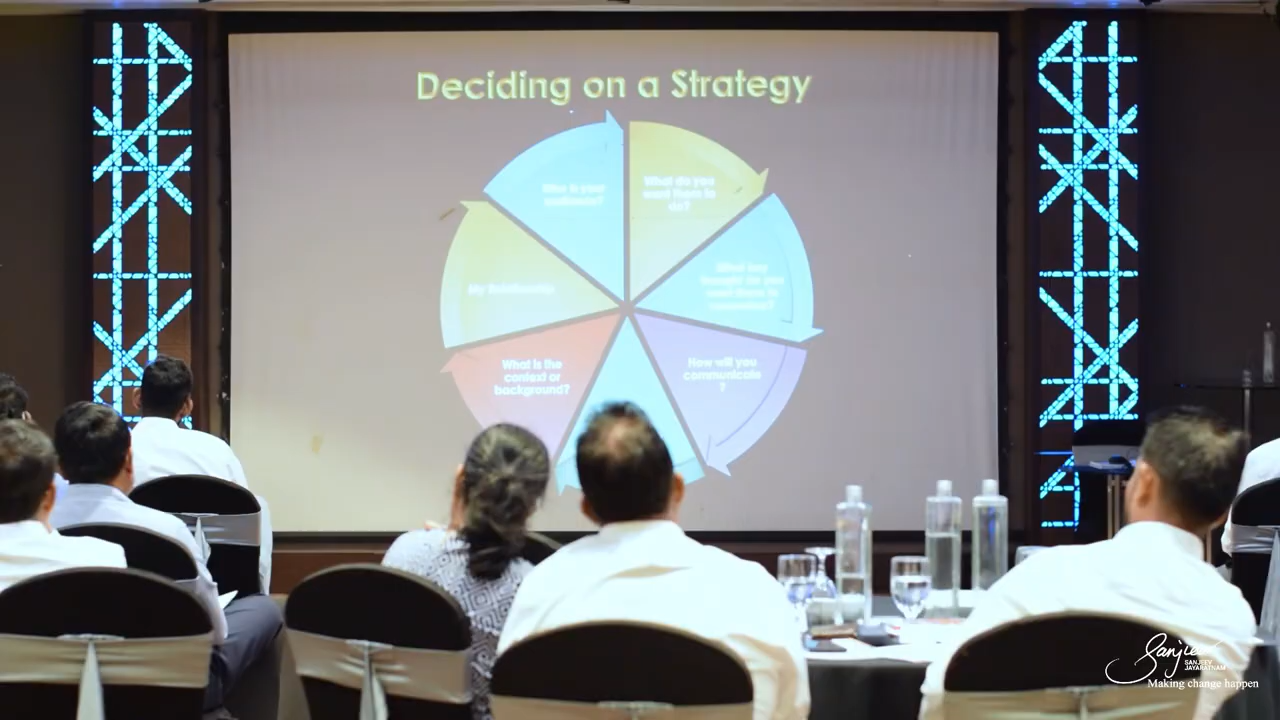 Deciding on a Strategy
Who is your
audience?
What do you
want them to
do?
My Relationship
What is the
context or
background?
How will you
communicate
?
Sanjeev
SANJEEV
JAYARATNAM
Making change happen